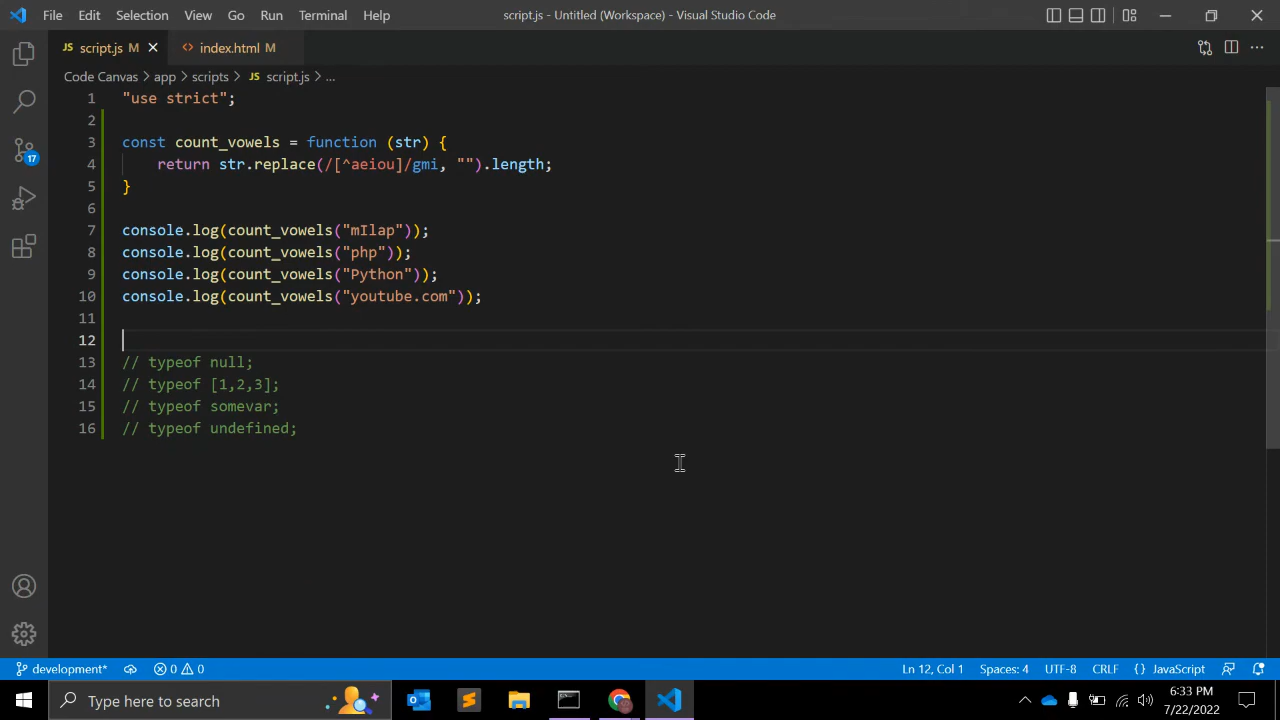 File Edit Selection View Go Run Terminal Help
script.js - Untitled (Workspace) - Visual Studio Code
JS script.js M
<> index.html M
Code Canvas > app > scripts > JS script.js > ...
1 "use strict";
2
3 const count_vowels = function (str) {
4 return str.replace(/[^aeiou]/gmi, "").length;
5 }
6
7 console.log(count_vowels("mIlap"));
8 console.log(count_vowels("php"));
9 console.log(count_vowels("Python"));
10 console.log(count_vowels("youtube.com"));
11
12
13 // typeof null;
14 // typeof [1,2,3];
15 // typeof somevar;
16 // typeof undefined;
17
development* 0 0 Ln 12, Col 1 Spaces: 4 UTF-8 CRLF {} JavaScript
Type here to search
6:33 PM
7/22/2022